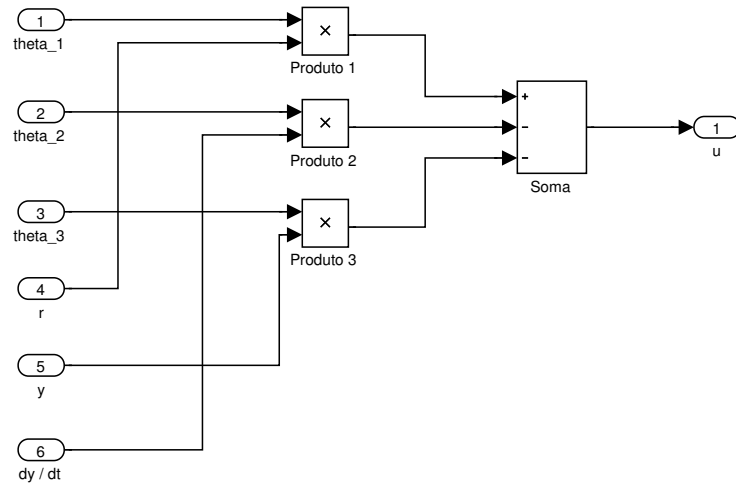 1
theta_1
×
Produto 1
2
theta_2
×
Produto 2
3
theta_3
×
Produto 3
4
r
5
y
6
dy / dt
+
−
−
Soma
1
u